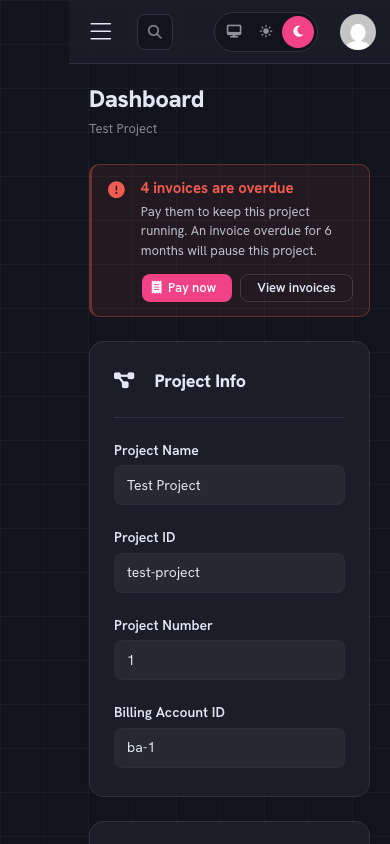 Dashboard
Test Project
4 invoices are overdue
Pay them to keep this project
running. An invoice overdue for 6
months will pause this project.
Pay now
View invoices
Project Info
Project Name
Test Project
Project ID
test-project
Project Number
1
Billing Account ID
ba-1